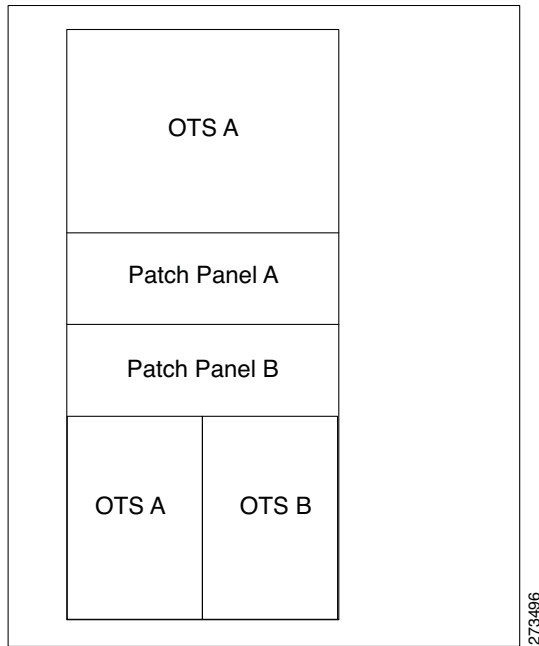 OTS A
Patch Panel A
Patch Panel B
OTS A OTS B
273496